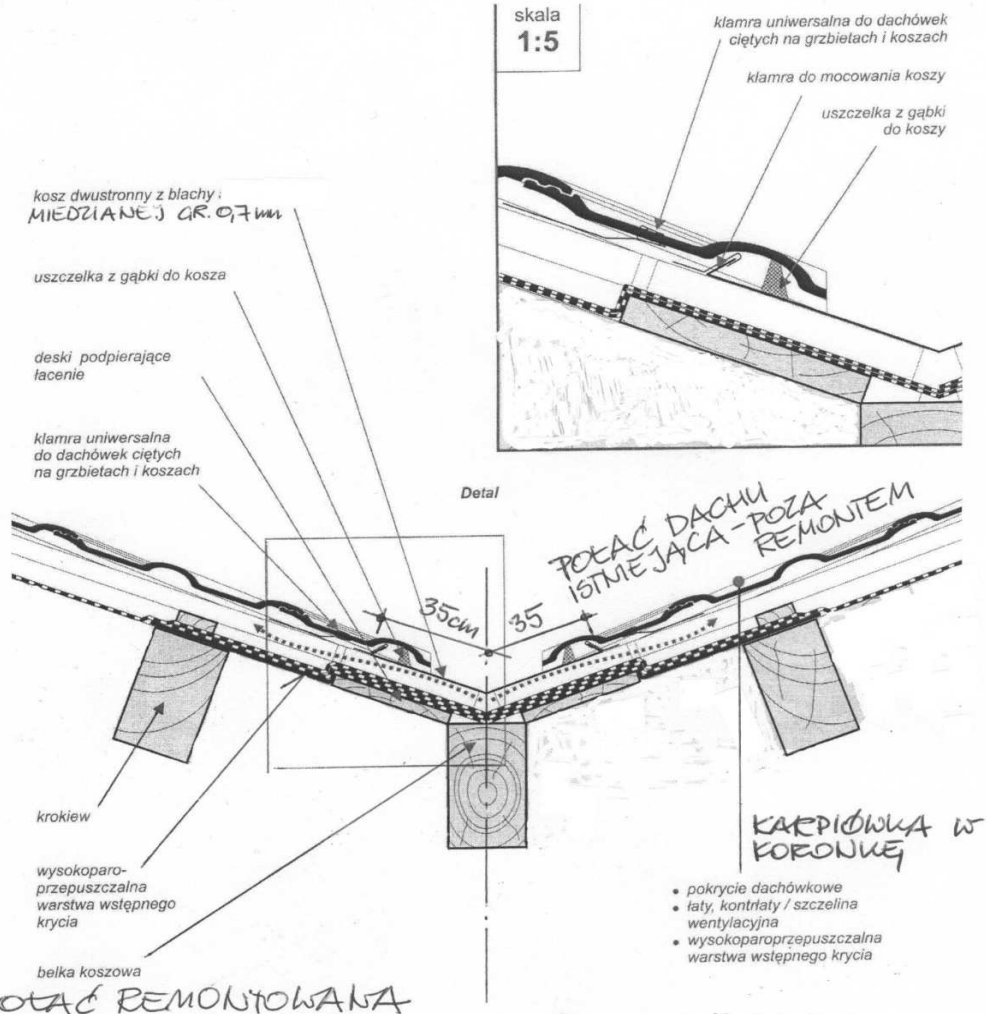 skala
1:5
klamra uniwersalna do dachówek
ciętych na grzbietach i koszach
klamra do mocowania koszy
uszczelka z gąbki
do koszy
kosz dwustronny z blachy
MIEDZIANEJ GR. 0,7mm
uszczelka z gąbki do kosza
deski podpierające
łacenie
klamra uniwersalna
do dachówek ciętych
na grzbietach i koszach
Detal
POŁAĆ DACHU
ISTNIEJĄCA - POZA
REMONTEM
35cm
35
krokiew
wysokoparo-
przepuszczalna
warstwa wstępnego
krycia
belka koszowa
KARPIÓWKA W
KORONKĘ
• pokrycie dachówkowe
• łaty, kontrłaty / szczelina
wentylacyjna
• wysokoparoprzepuszczalna
warstwa wstępnego krycia
OŁAĆ REMONTOWANA